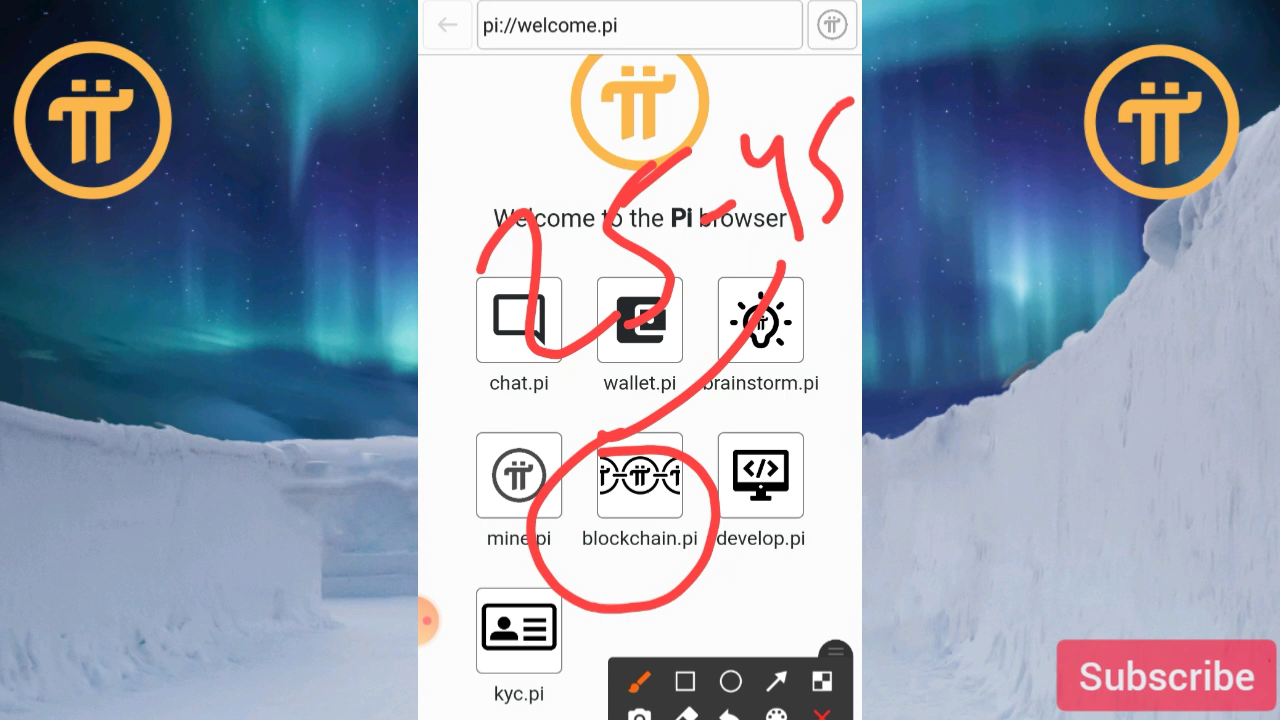 pi://welcome.pi
25-45
Welcome to the Pi browser
chat.pi wallet.pi brainstorm.pi
mine.pi blockchain.pi develop.pi
kyc.pi
Subscribe